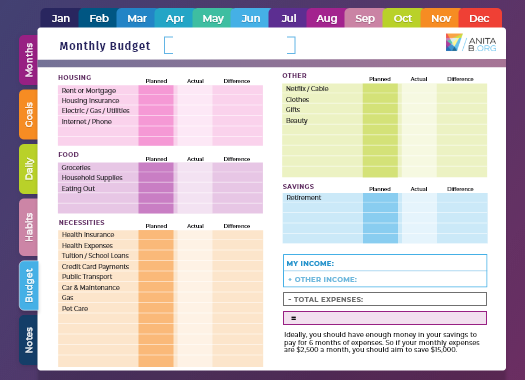 Jan Feb Mar Apr May Jun Jul Aug Sep Oct Nov Dec
Monthly Budget
ANITA
B.ORG
Months
Goals
Daily
Habits
Budget
Notes
HOUSING
Planned Actual Difference
Rent or Mortgage
Housing Insurance
Electric / Gas / Utilities
Internet / Phone
FOOD
Planned Actual Difference
Groceries
Household Supplies
Eating Out
NECESSITIES
Planned Actual Difference
Health Insurance
Health Expenses
Tuition / School Loans
Credit Card Payments
Public Transport
Car & Maintenance
Gas
Pet Care
OTHER
Planned Actual Difference
Netflix / Cable
Clothes
Gifts
Beauty
SAVINGS
Planned Actual Difference
Retirement
MY INCOME:
+ OTHER INCOME:
- TOTAL EXPENSES:
=
Ideally, you should have enough money in your savings to
pay for 6 months of expenses. So if your monthly expenses
are $2,500 a month, you should aim to save $15,000.